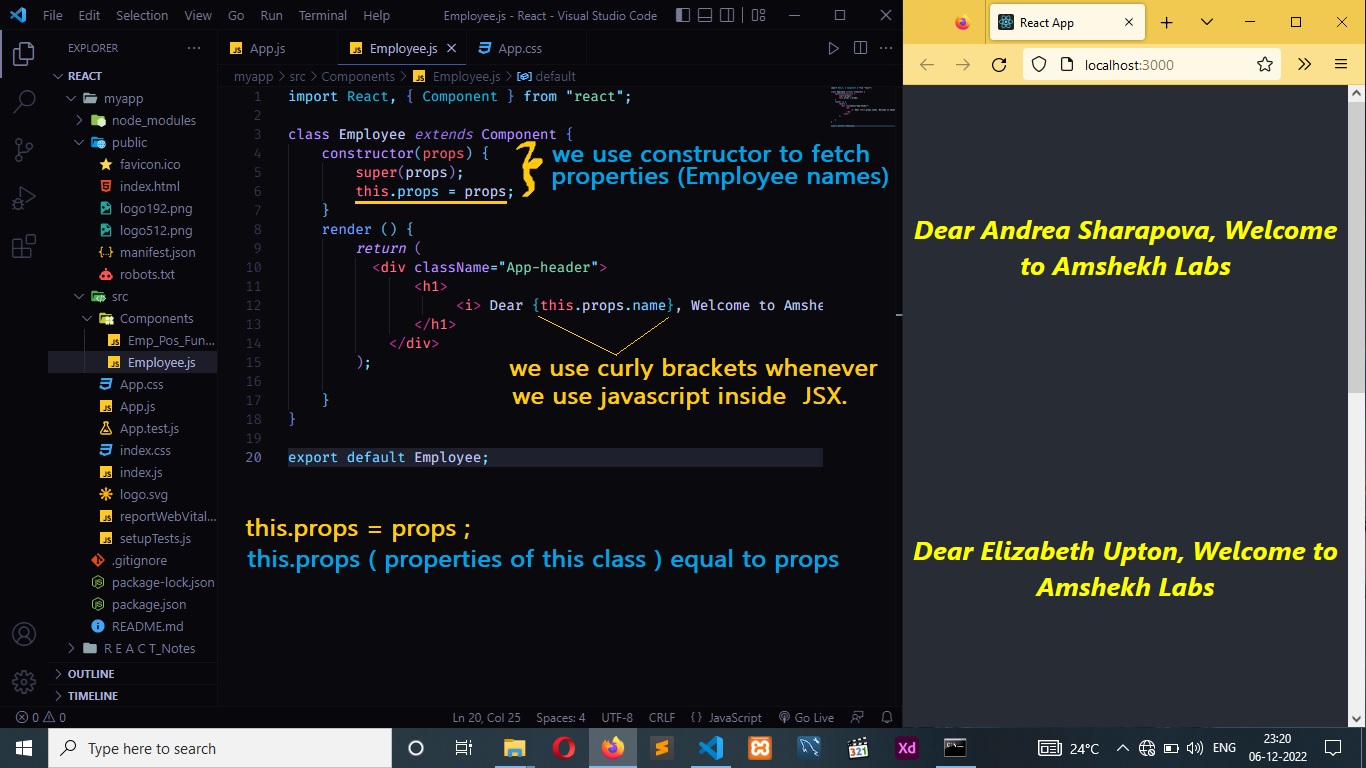 File Edit Selection View Go Run Terminal Help Employee.js - React - Visual Studio Code
EXPLORER
REACT
myapp
node_modules
public
favicon.ico
index.html
logo192.png
logo512.png
manifest.json
robots.txt
src
Components
Emp_Pos_Fun...
Employee.js
App.css
App.js
App.test.js
index.css
index.js
logo.svg
reportWebVital...
setupTests.js
.gitignore
package-lock.json
package.json
README.md
R E A C T_Notes
OUTLINE
TIMELINE
App.js Employee.js App.css
myapp > src > Components > Employee.js > default
1 import React, { Component } from "react";
2
3 class Employee extends Component {
4 constructor(props) {
5 super(props);
6 this.props = props;
7 }
8 render () {
9 return (
10 <div className="App-header">
11 <h1>
12 <i> Dear {this.props.name}, Welcome to Amshe
13 </h1>
14 </div>
15 );
16
17 }
18 }
19
20 export default Employee;
we use constructor to fetch
properties (Employee names)
we use curly brackets whenever
we use javascript inside JSX.
this.props = props ;
this.props ( properties of this class ) equal to props
0 0 Ln 20, Col 25 Spaces: 4 UTF-8 CRLF {} JavaScript Go Live
React App
localhost:3000
Dear Andrea Sharapova, Welcome
to Amshekh Labs
Dear Elizabeth Upton, Welcome to
Amshekh Labs
Type here to search
321
Xd
24°C ENG
23:20
06-12-2022